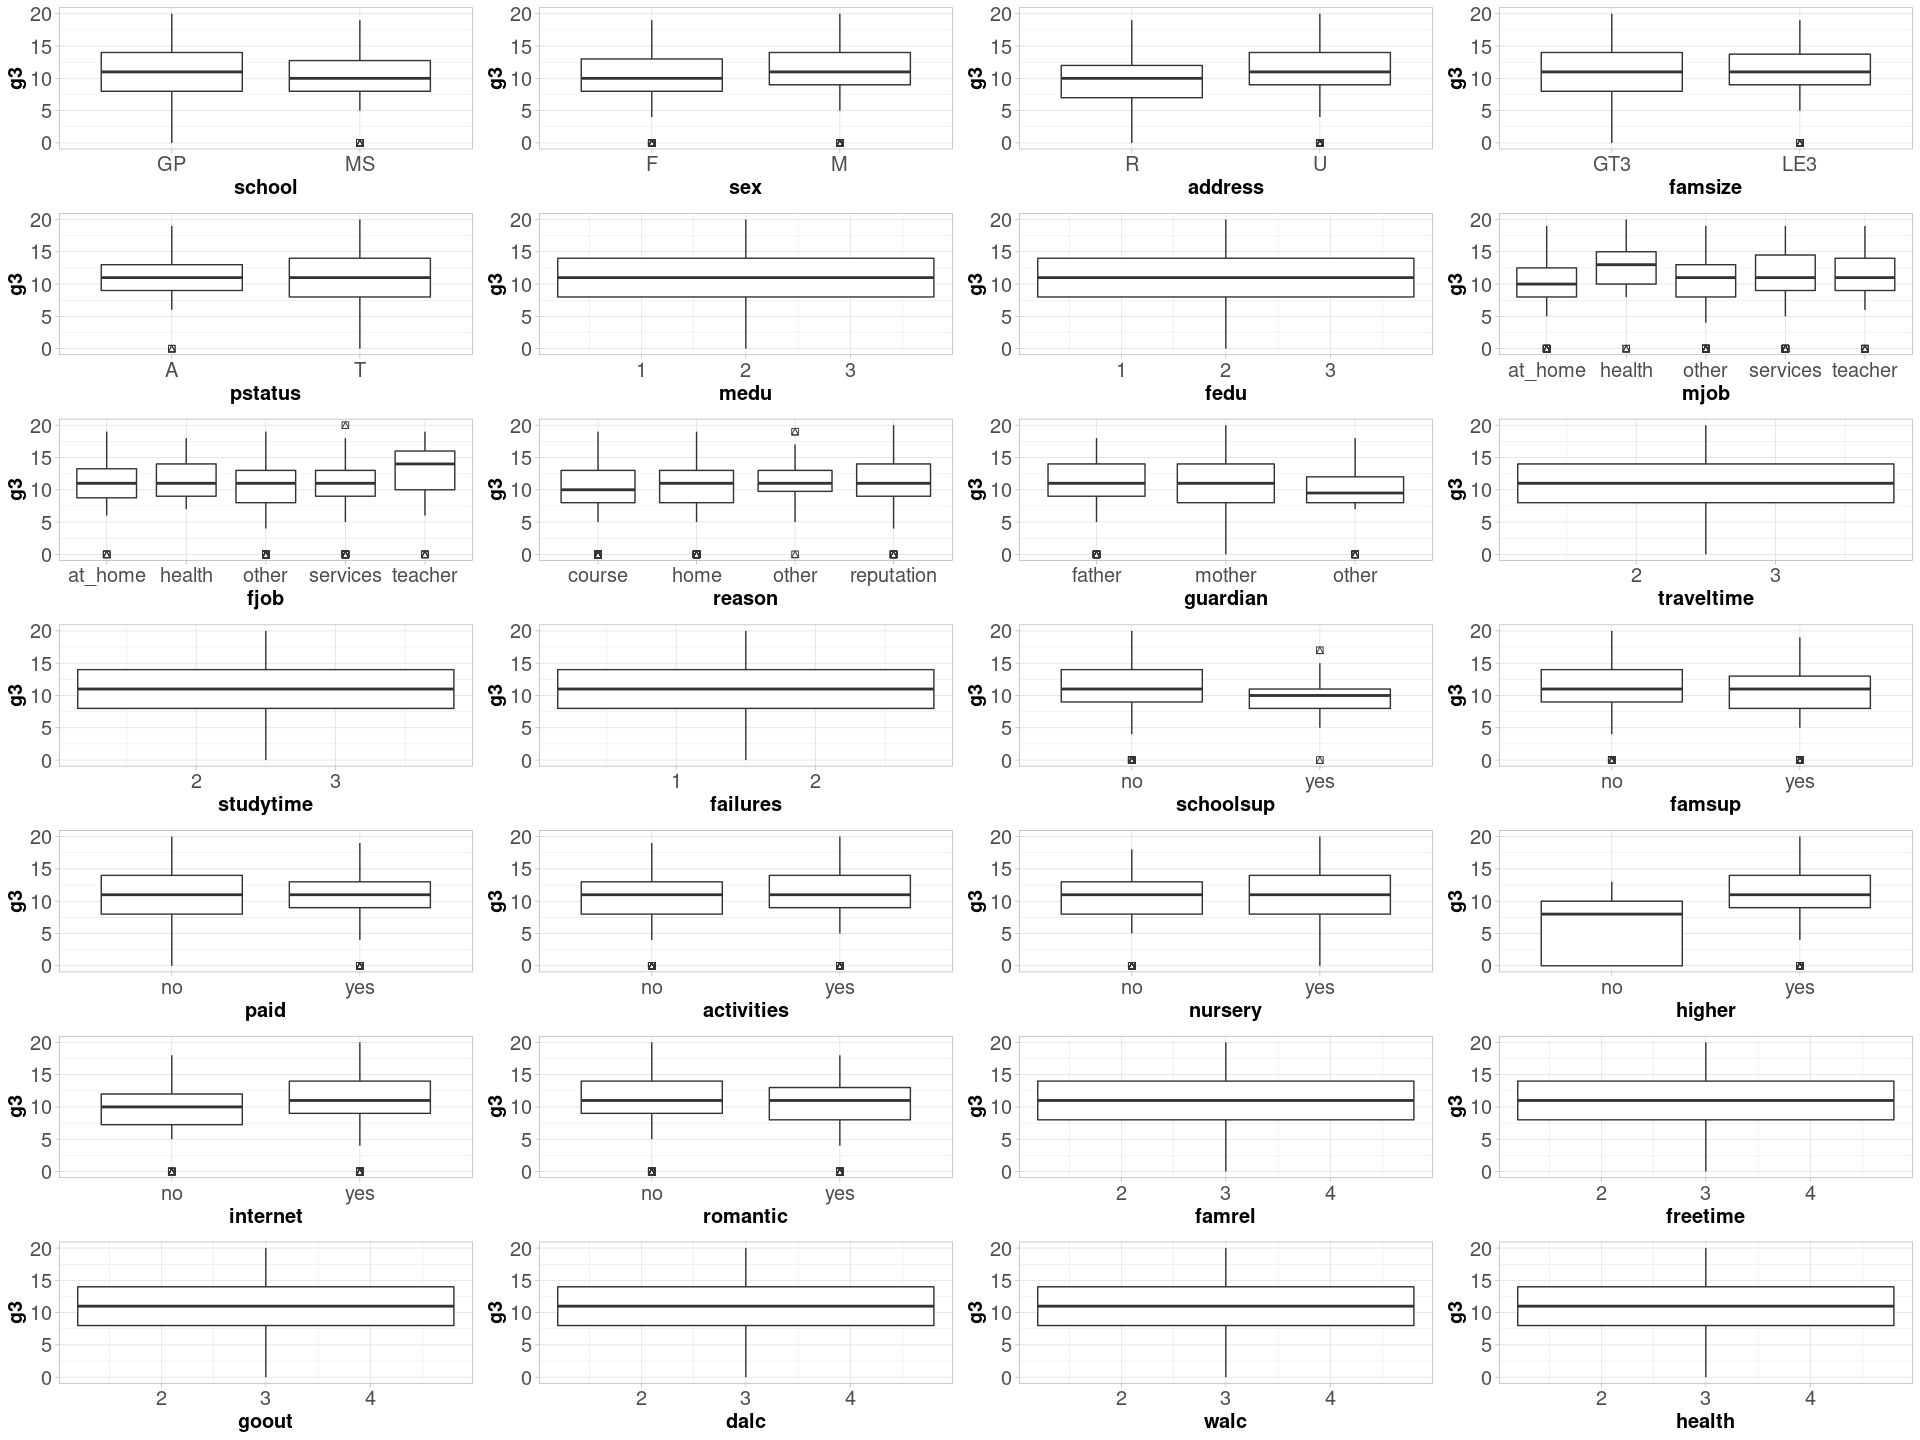 20
15
10
5
0
g3
GP MS
school
20
15
10
5
0
g3
F M
sex
20
15
10
5
0
g3
R U
address
20
15
10
5
0
g3
GT3 LE3
famsize
20
15
10
5
0
g3
A T
pstatus
20
15
10
5
0
g3
1 2 3
medu
20
15
10
5
0
g3
1 2 3
fedu
20
15
10
5
0
g3
at_home health other services teacher
mjob
20
15
10
5
0
g3
at_home health other services teacher
fjob
20
15
10
5
0
g3
course home other reputation
reason
20
15
10
5
0
g3
father mother other
guardian
20
15
10
5
0
g3
2 3
traveltime
20
15
10
5
0
g3
2 3
studytime
20
15
10
5
0
g3
1 2
failures
20
15
10
5
0
g3
no yes
schoolsup
20
15
10
5
0
g3
no yes
famsup
20
15
10
5
0
g3
no yes
paid
20
15
10
5
0
g3
no yes
activities
20
15
10
5
0
g3
no yes
nursery
20
15
10
5
0
g3
no yes
higher
20
15
10
5
0
g3
no yes
internet
20
15
10
5
0
g3
no yes
romantic
20
15
10
5
0
g3
2 3 4
famrel
20
15
10
5
0
g3
2 3 4
freetime
20
15
10
5
0
g3
2 3 4
goout
20
15
10
5
0
g3
2 3 4
dalc
20
15
10
5
0
g3
2 3 4
walc
20
15
10
5
0
g3
2 3 4
health